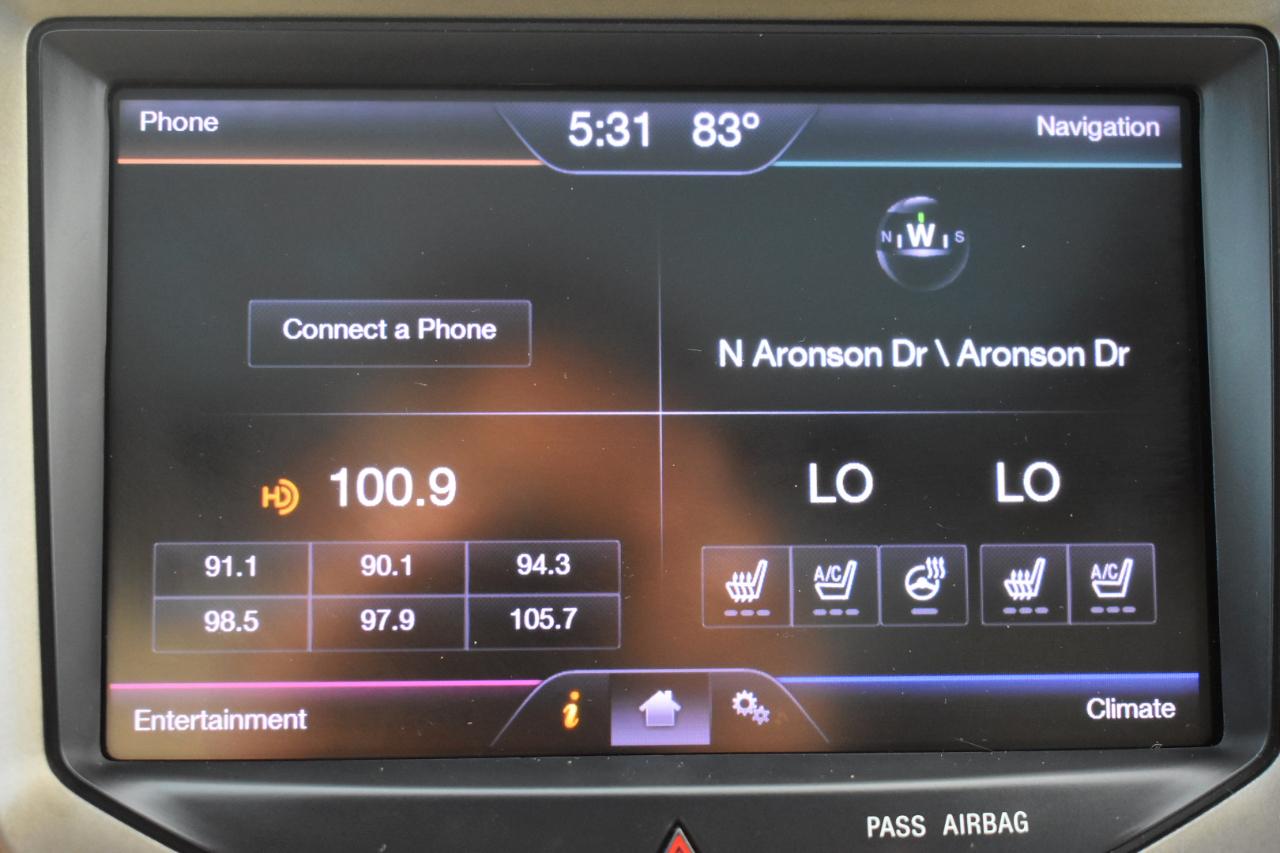 Phone
5:31 83°
Navigation
N W S
Connect a Phone
N Aronson Dr \ Aronson Dr
HD 100.9
91.1 90.1 94.3
98.5 97.9 105.7
LO LO
A/C A/C
Entertainment
i
Climate
PASS AIRBAG